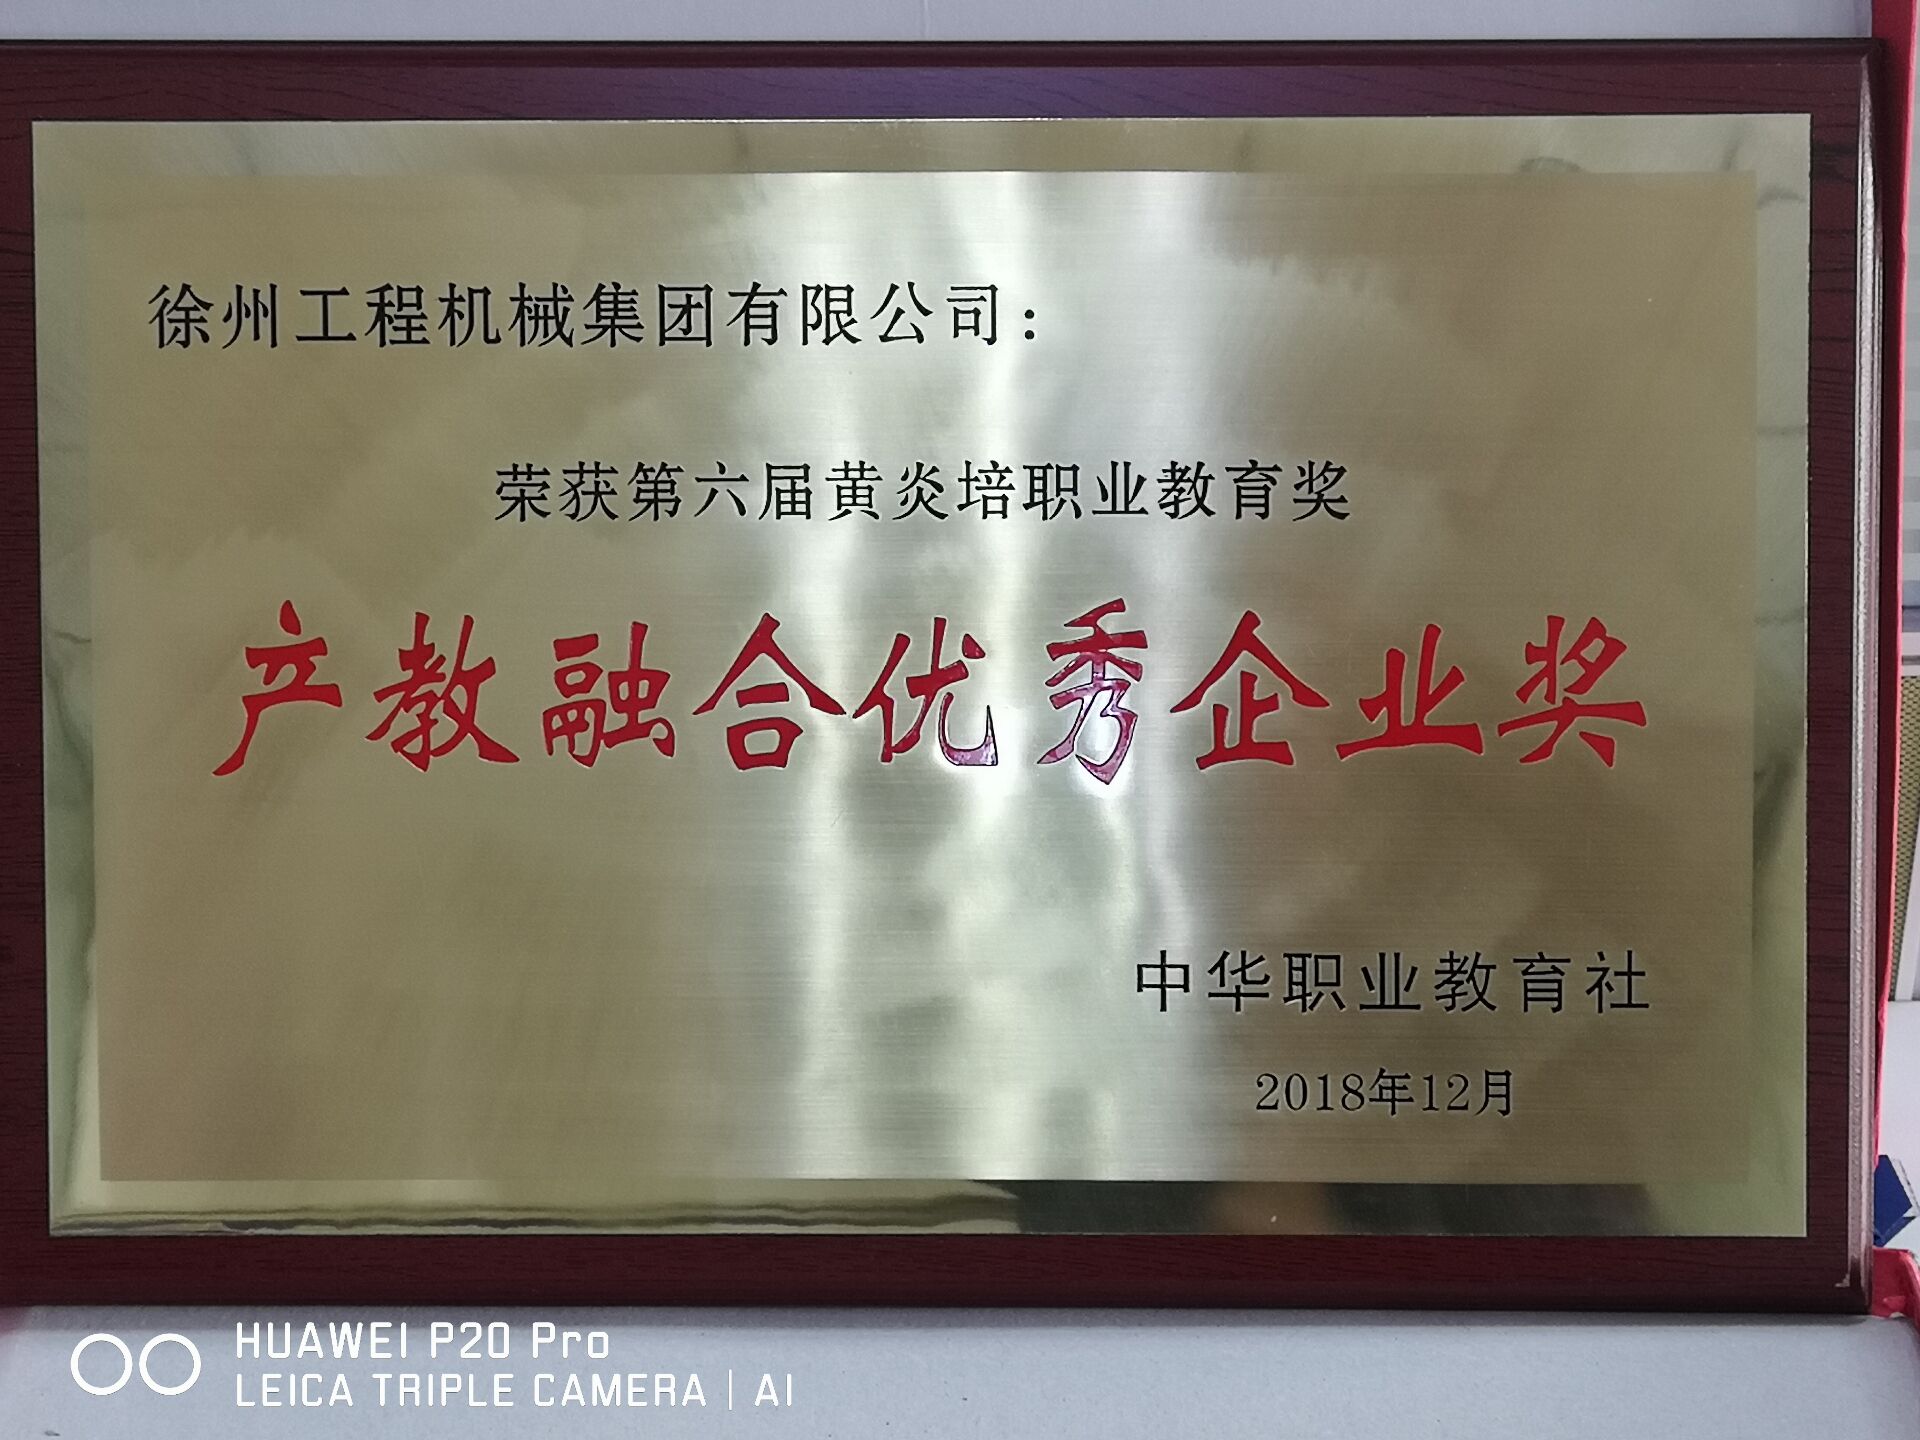 徐州工程机械集团有限公司：
荣获第六届黄炎培职业教育奖
产教融合优秀企业奖
中华职业教育社
2018年12月
HUAWEI P20 Pro
LEICA TRIPLE CAMERA | AI